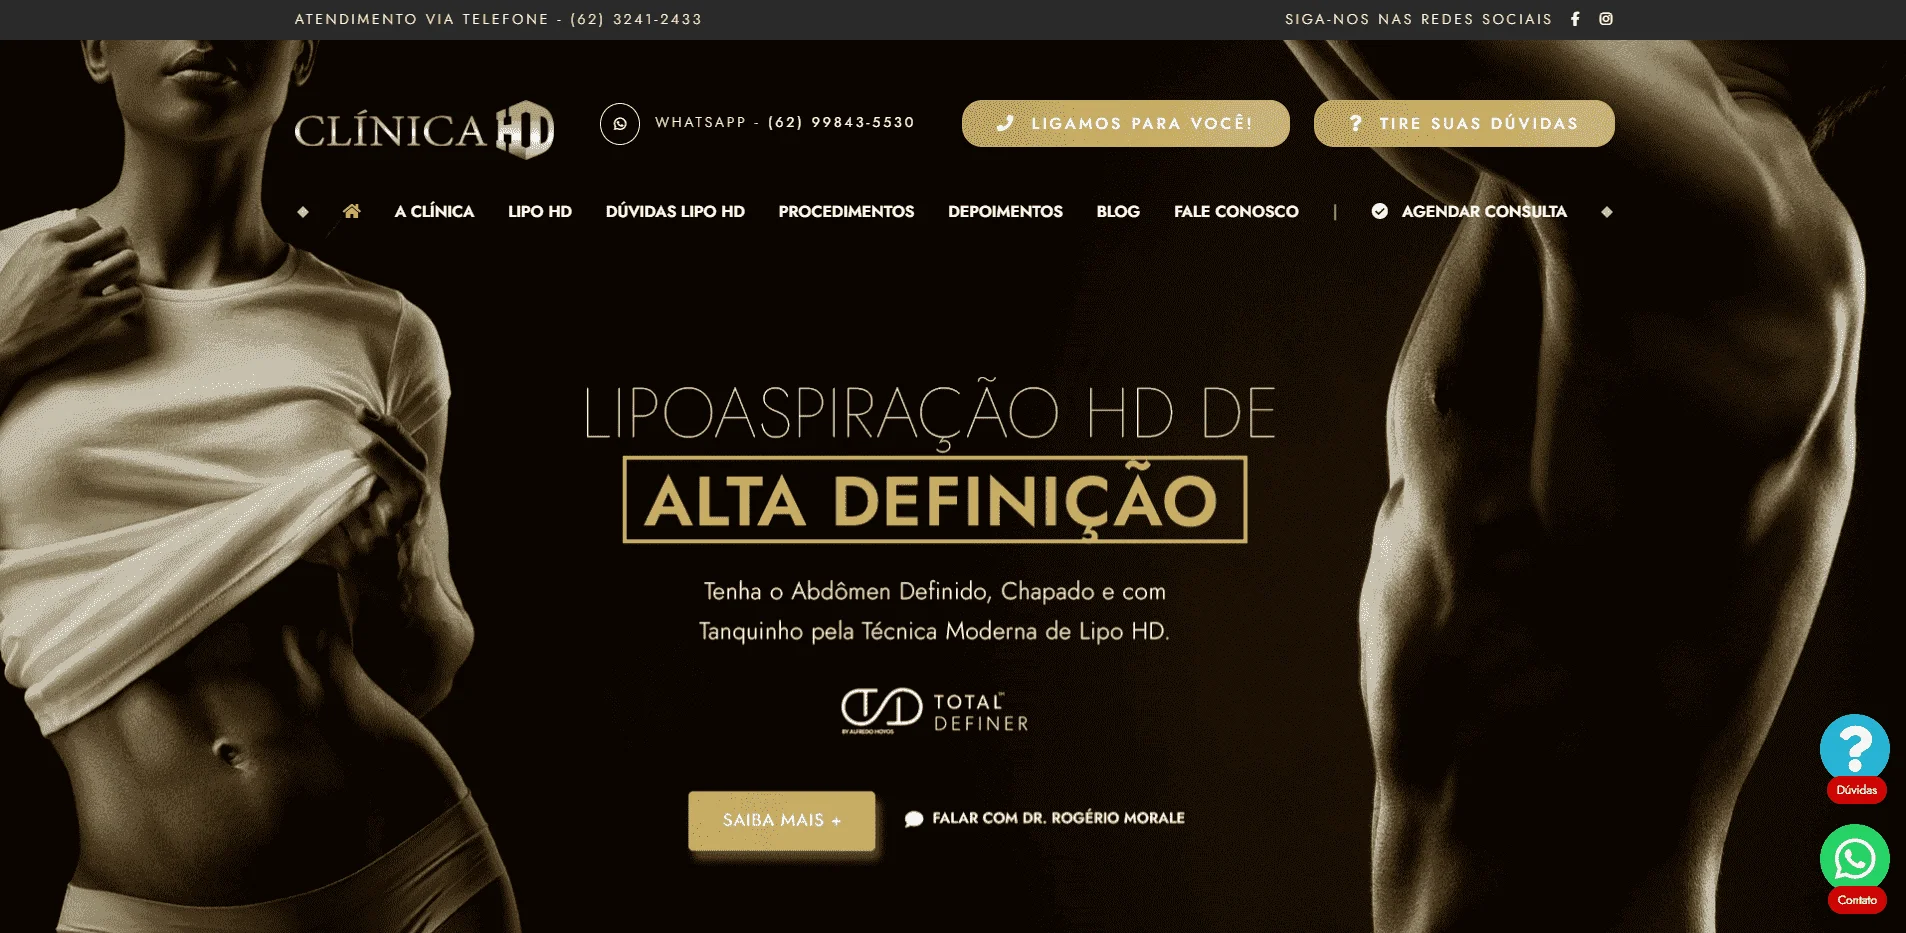 ATENDIMENTO VIA TELEFONE - (62) 3241-2433
SIGA-NOS NAS REDES SOCIAIS
CLÍNICA HD
WHATSAPP - (62) 99843-5530
LIGAMOS PARA VOCÊ!
? TIRE SUAS DÚVIDAS
A CLÍNICA LIPO HD DÚVIDAS LIPO HD PROCEDIMENTOS DEPOIMENTOS BLOG FALE CONOSCO | AGENDAR CONSULTA
LIPOASPIRAÇÃO HD DE
ALTA DEFINIÇÃO
Tenha o Abdômen Definido, Chapado e com
Tanquinho pela Técnica Moderna de Lipo HD.
TOTAL™
DEFINER
BY ALFREDO HOYOS
SAIBA MAIS +
FALAR COM DR. ROGÉRIO MORALE
?
Dúvidas
Contato